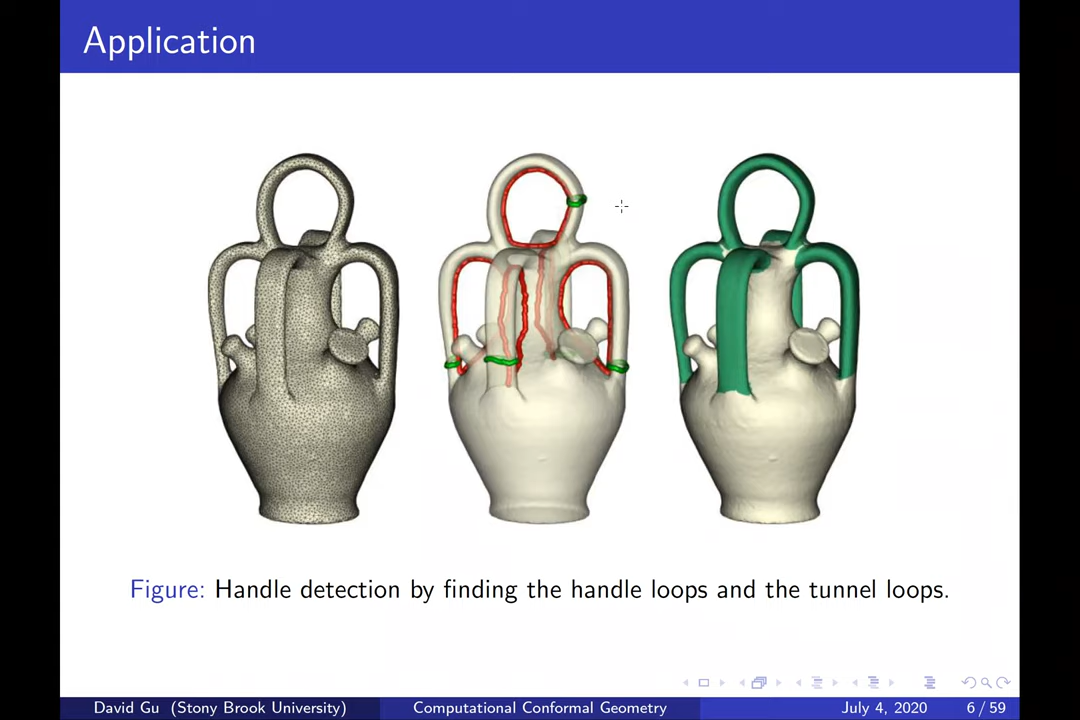 Application
Figure: Handle detection by finding the handle loops and the tunnel loops.
David Gu (Stony Brook University) Computational Conformal Geometry July 4, 2020 6 / 59